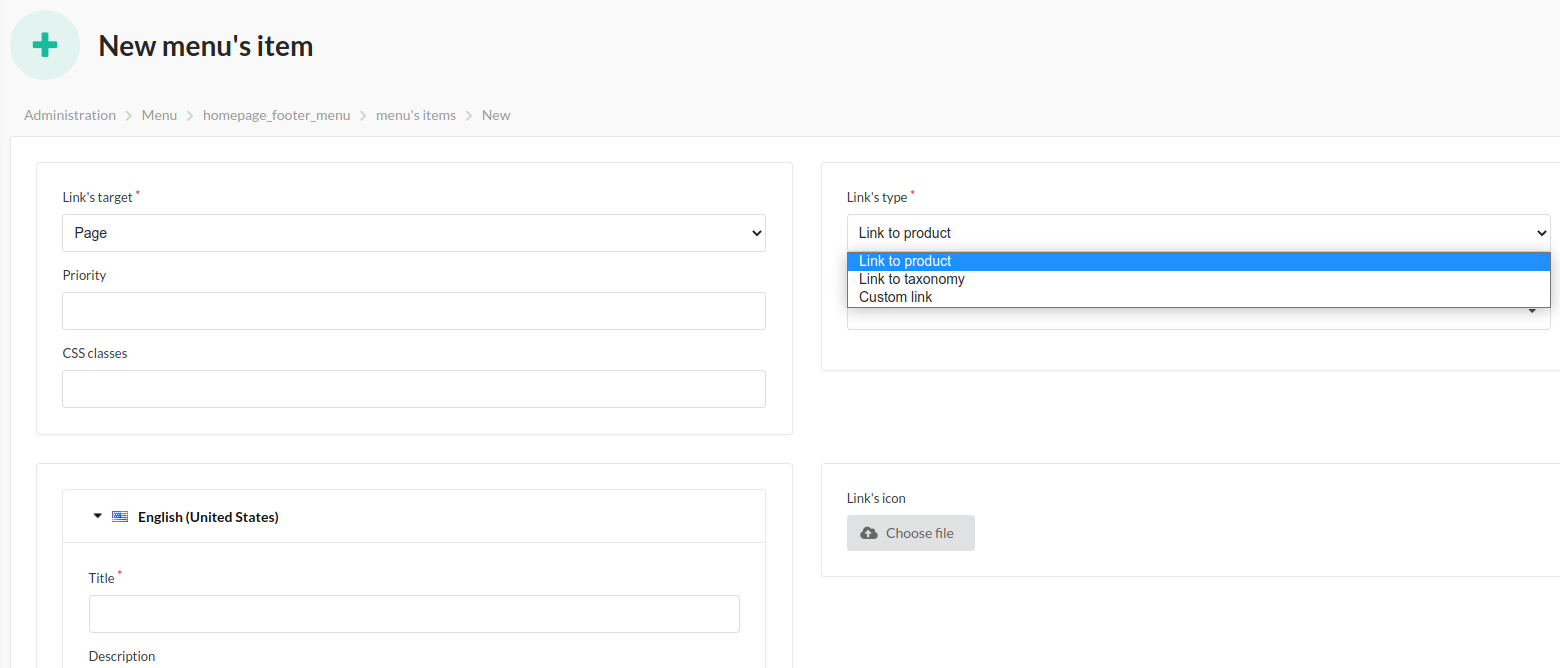 New menu's item
Administration > Menu > homepage_footer_menu > menu's items > New
Link's target *
Page
Priority
CSS classes
Link's type *
Link to product
Link to product
Link to taxonomy
Custom link
English (United States)
Title *
Description
Link's icon
Choose file